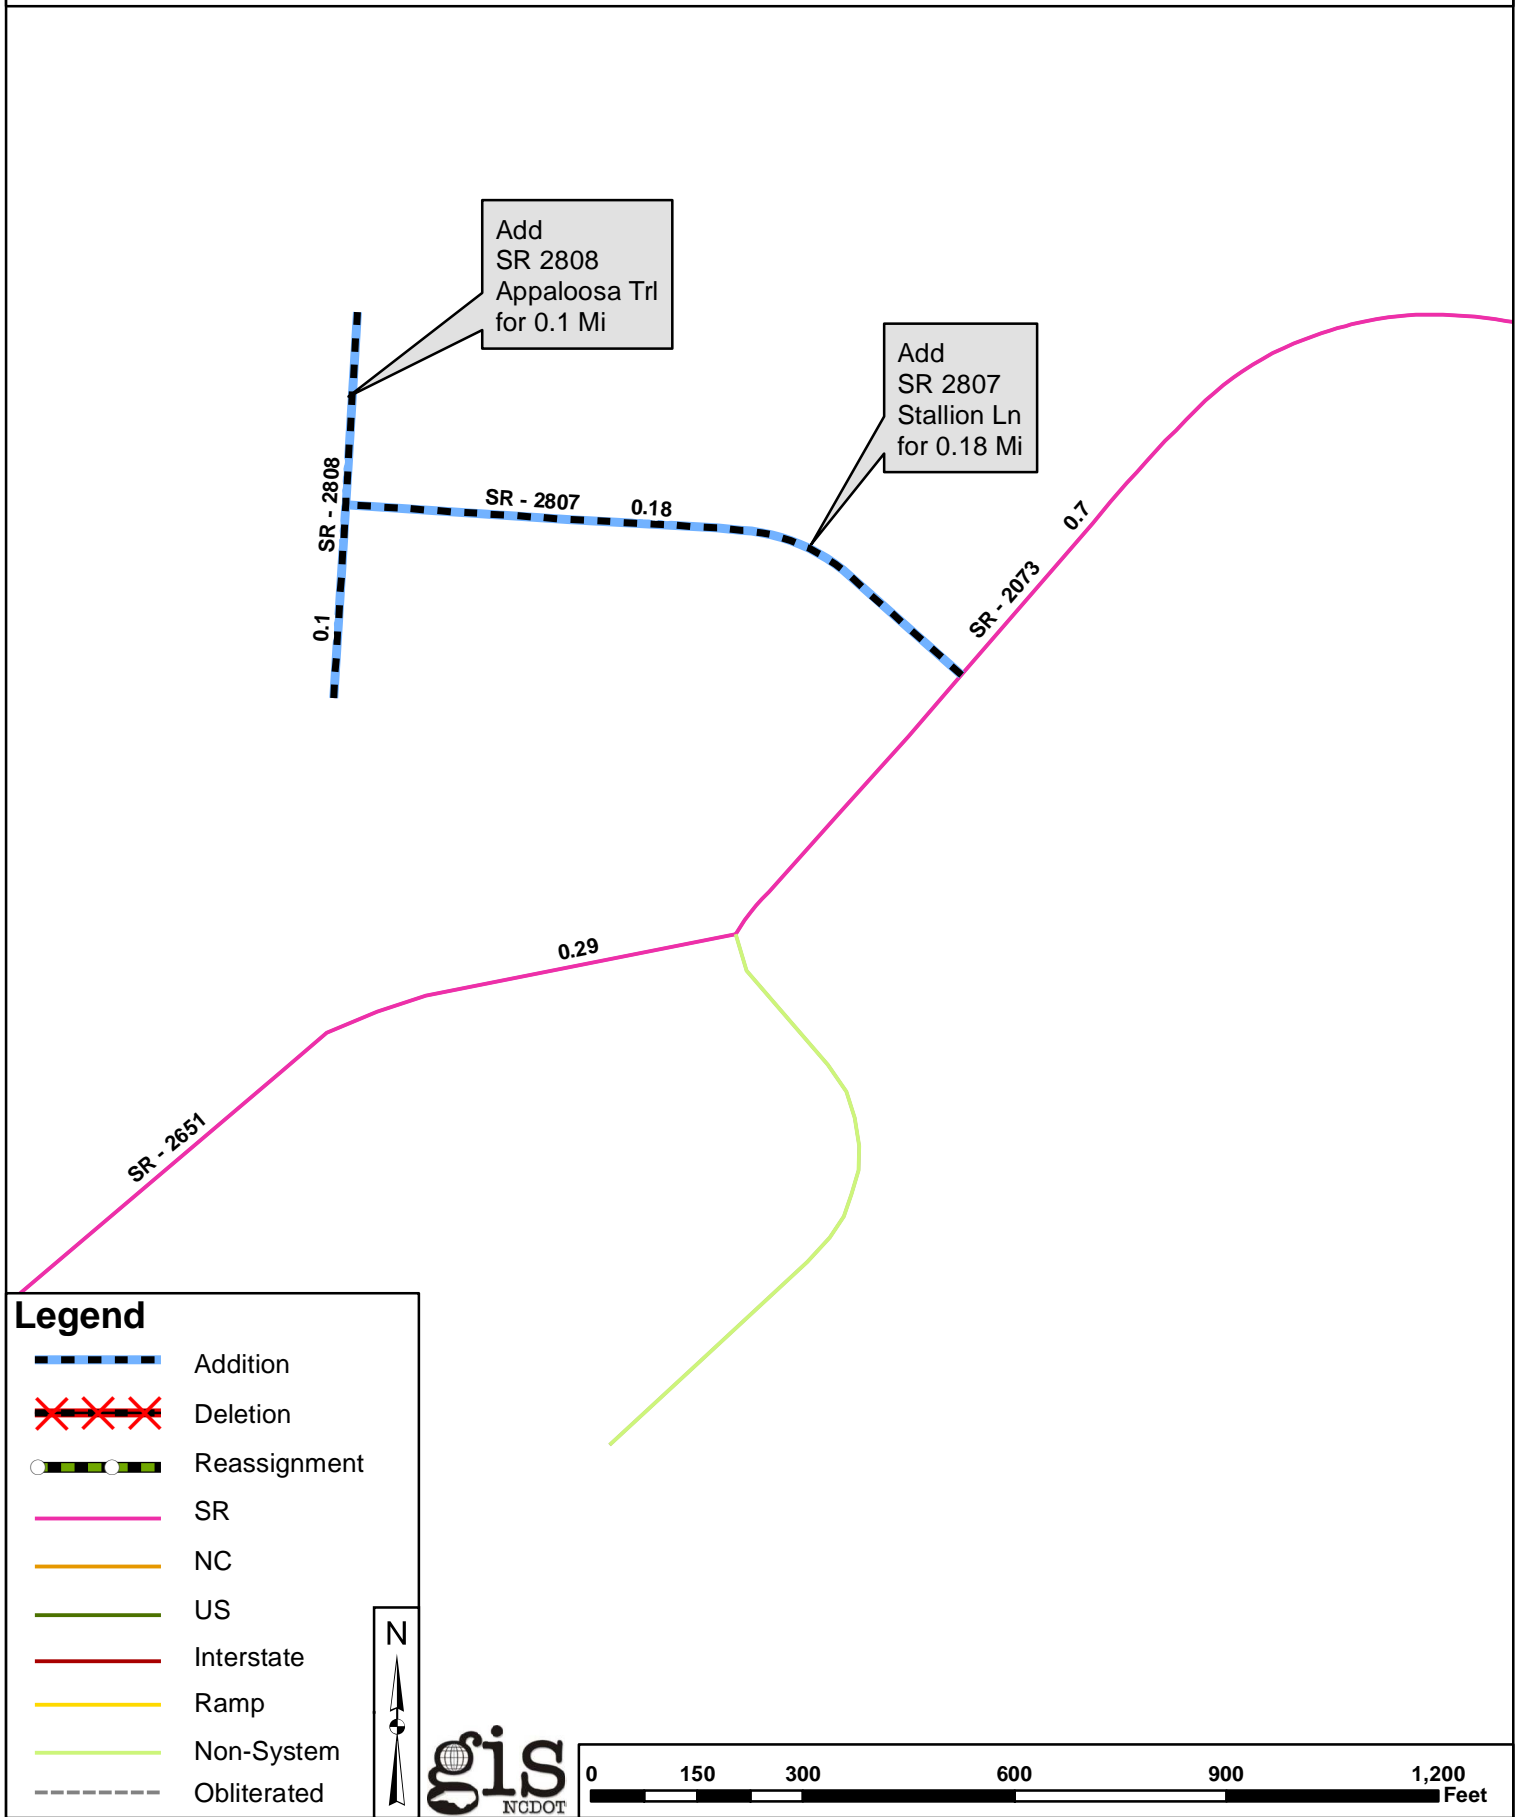 Add
SR 2808
Appaloosa Trl
for 0.1 Mi
Add
SR 2807
Stallion Ln
for 0.18 Mi
SR - 2808
0.1
SR - 2807
0.18
0.7
SR - 2073
0.29
SR - 2651
Legend
Addition
Deletion
Reassignment
SR
NC
US
Interstate
Ramp
Non-System
Obliterated
N
gis
NCDOT
0 150 300 600 900 1,200
Feet